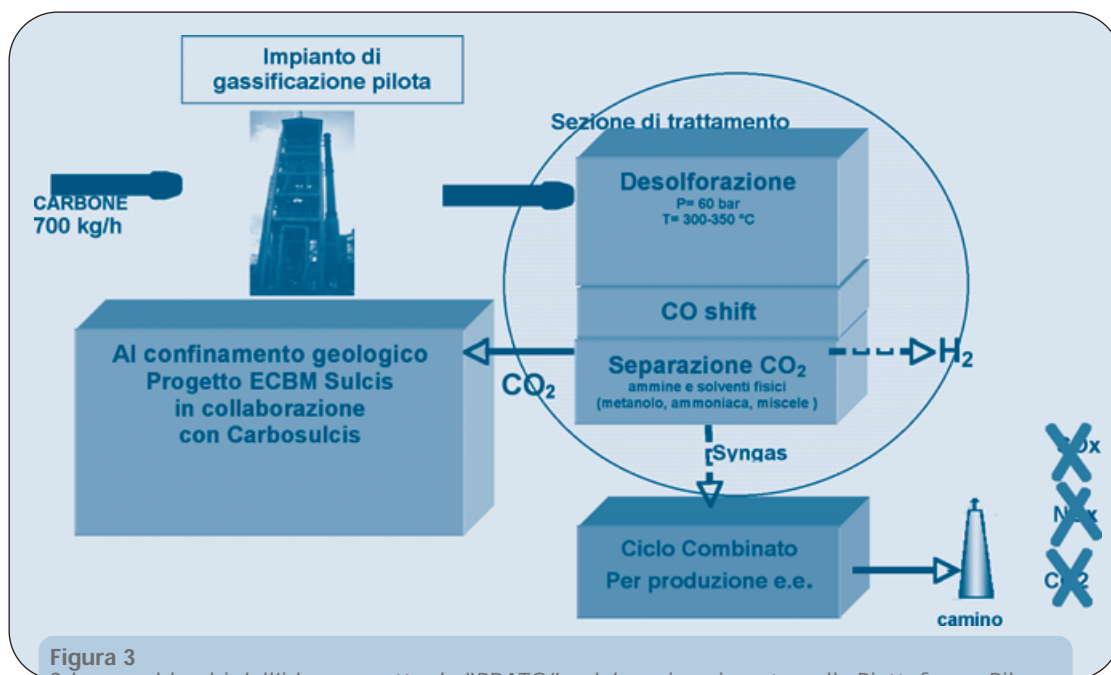 Impianto di
gassificazione pilota
CARBONE
700 kg/h
Sezione di trattamento
Desolforazione
P= 60 bar
T= 300-350 °C
CO shift
Separazione CO₂
ammine e solventi fisici
(metanolo, ammoniaca, miscele )
H₂
CO₂
Al confinamento geologico
Progetto ECBM Sulcis
in collaborazione
con Carbosulcis
Syngas
Ciclo Combinato
Per produzione e.e.
camino
NOx
CO2
Figura 3